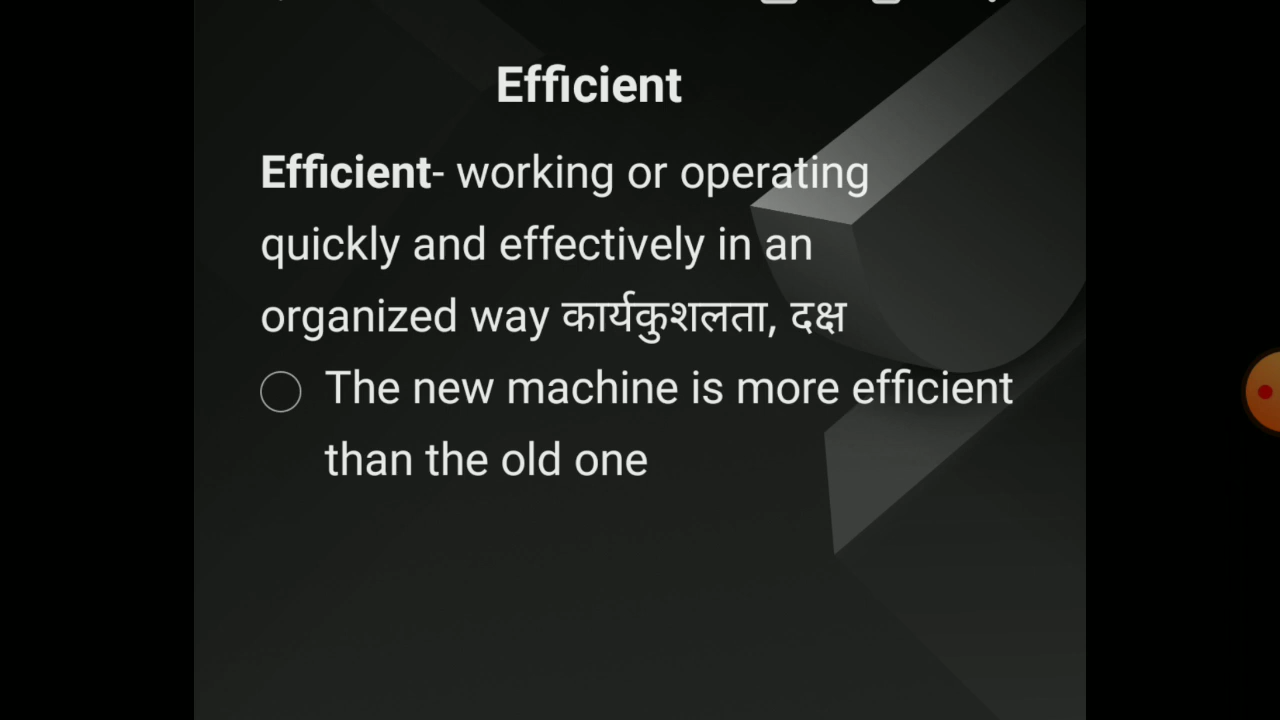 Efficient
Efficient- working or operating
quickly and effectively in an
organized way कार्यकुशलता, दक्ष
The new machine is more efficient
than the old one